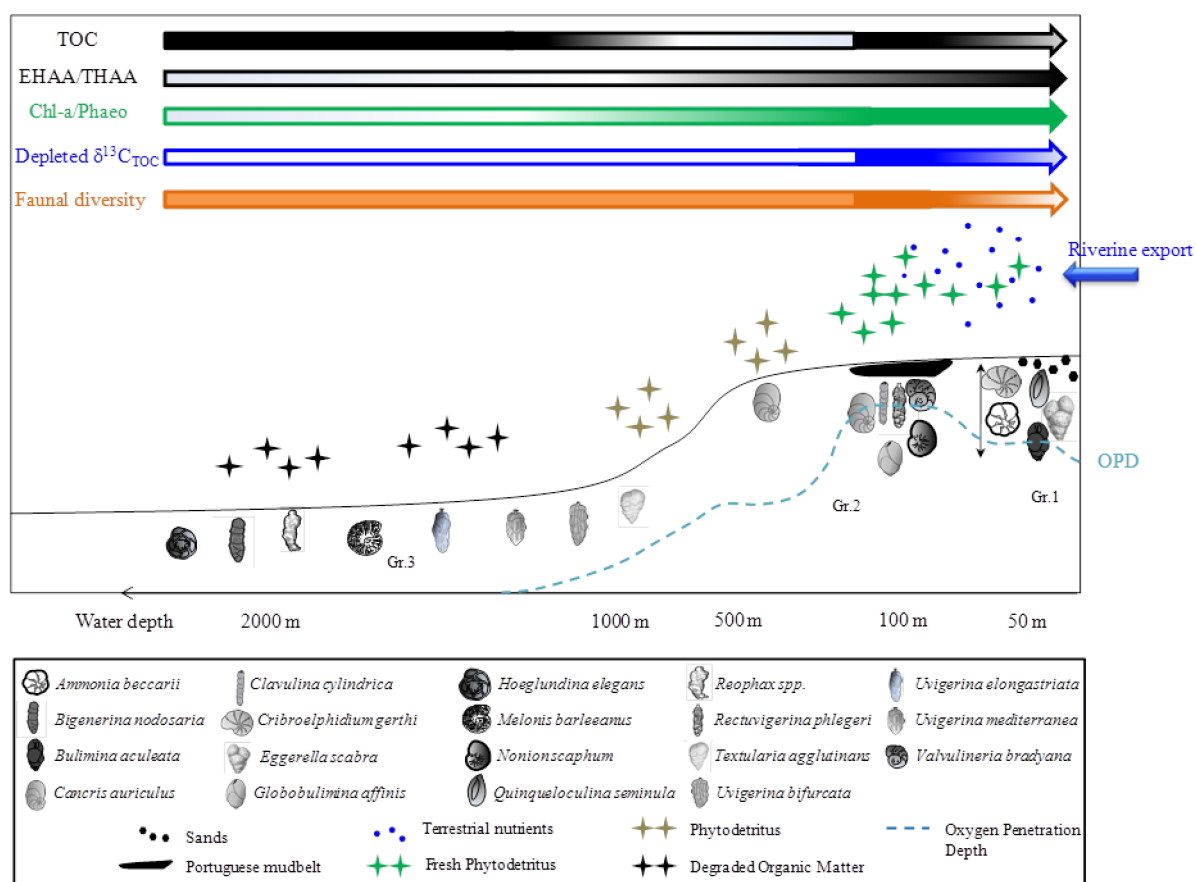 TOC
EHAA/THAA
Chl-a/Phaeo
Depleted δ¹³C_TOC
Faunal diversity
Riverine export
OPD
Gr.1
Gr.2
Gr.3
Water depth 2000 m 1000 m 500 m 100 m 50 m
Ammonia beccarii Clavulina cylindrica Hoeglundina elegans Reophax spp. Uvigerina elongastriata
Bigenerina nodosaria Cribroelphidium gerthi Melonis barleeanus Rectuvigerina phlegeri Uvigerina mediterranea
Bulimina aculeata Eggerella scabra Nonion scaphum Textularia agglutinans Valvulineria bradyana
Cancris auriculus Globobulimina affinis Quinqueloculina seminula Uvigerina bifurcata
Sands Terrestrial nutrients Phytodetritus Oxygen Penetration
Depth
Portuguese mudbelt Fresh Phytodetritus Degraded Organic Matter